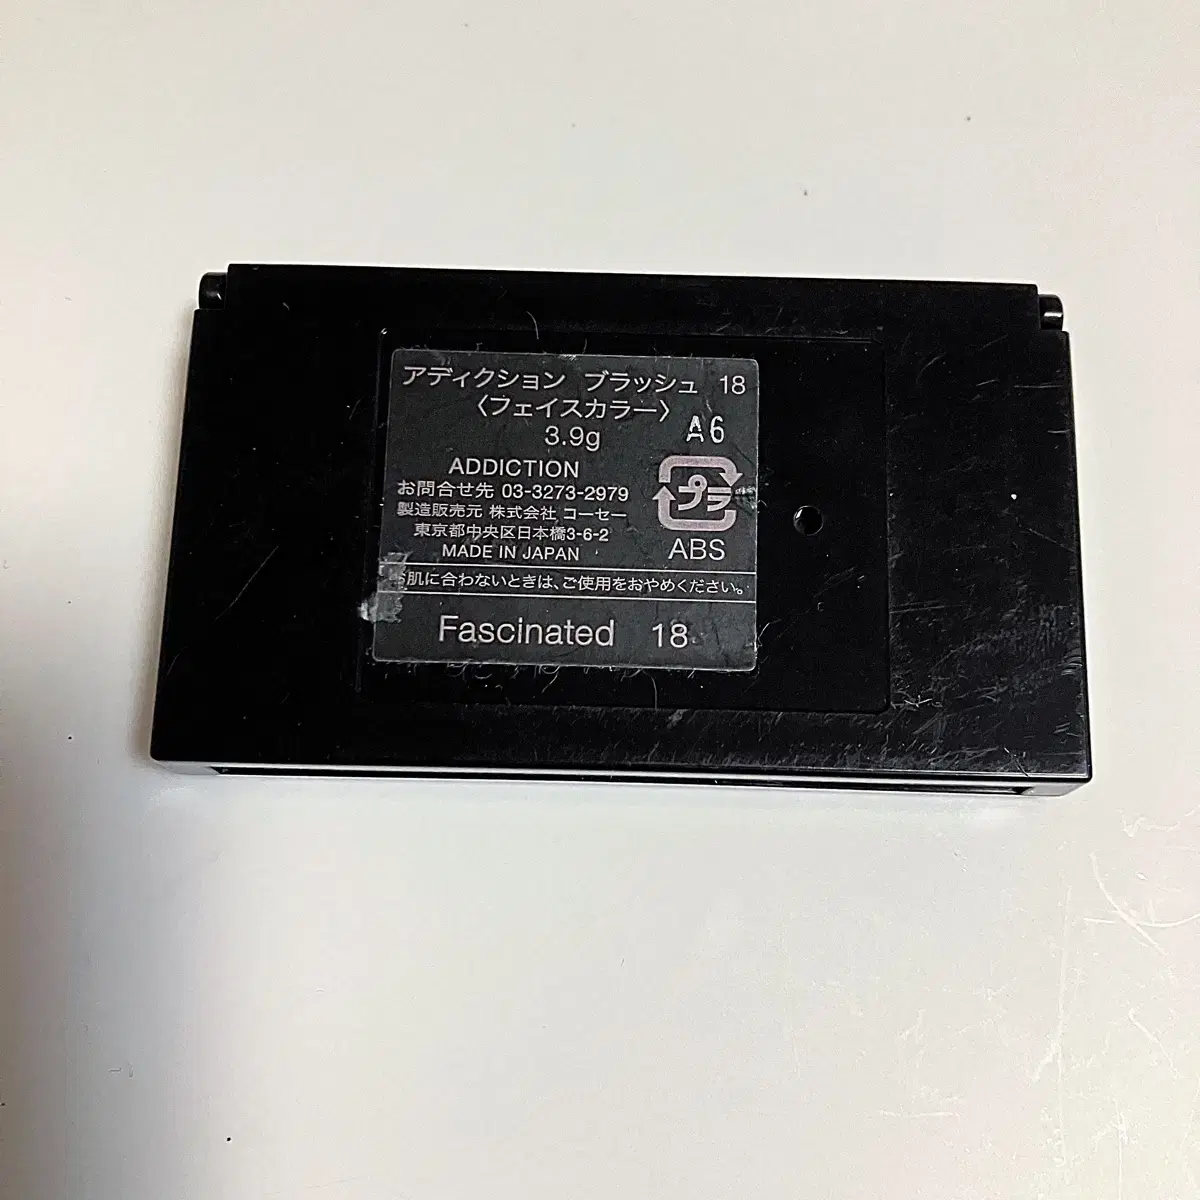 アディクション ブラッシュ 18
〈フェイスカラー〉
3.9g
A6
ADDICTION
お問合せ先 03-3273-2979
製造販売元 株式会社 コーセー
東京都中央区日本橋3-6-2
MADE IN JAPAN
プラ
ABS
お肌に合わないときは、ご使用をおやめください。
Fascinated 18